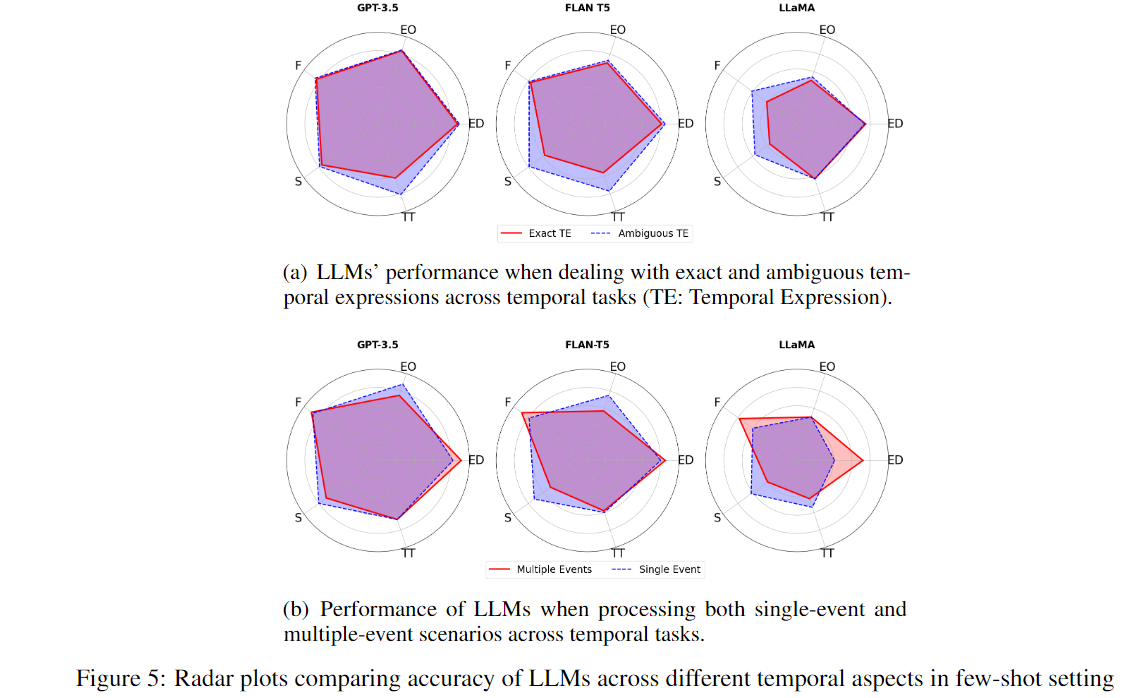 GPT-3.5
FLAN T5
LLaMA
EO
F
ED
S
TT
EO
F
ED
S
TT
EO
F
ED
S
TT
Exact TE
Ambiguous TE
(a) LLMs’ performance when dealing with exact and ambiguous tem-
poral expressions across temporal tasks (TE: Temporal Expression).
GPT-3.5
FLAN-T5
LLaMA
EO
F
ED
S
TT
EO
F
ED
S
TT
EO
F
ED
S
TT
Multiple Events
Single Event
(b) Performance of LLMs when processing both single-event and
multiple-event scenarios across temporal tasks.
Figure 5: Radar plots comparing accuracy of LLMs across different temporal aspects in few-shot setting